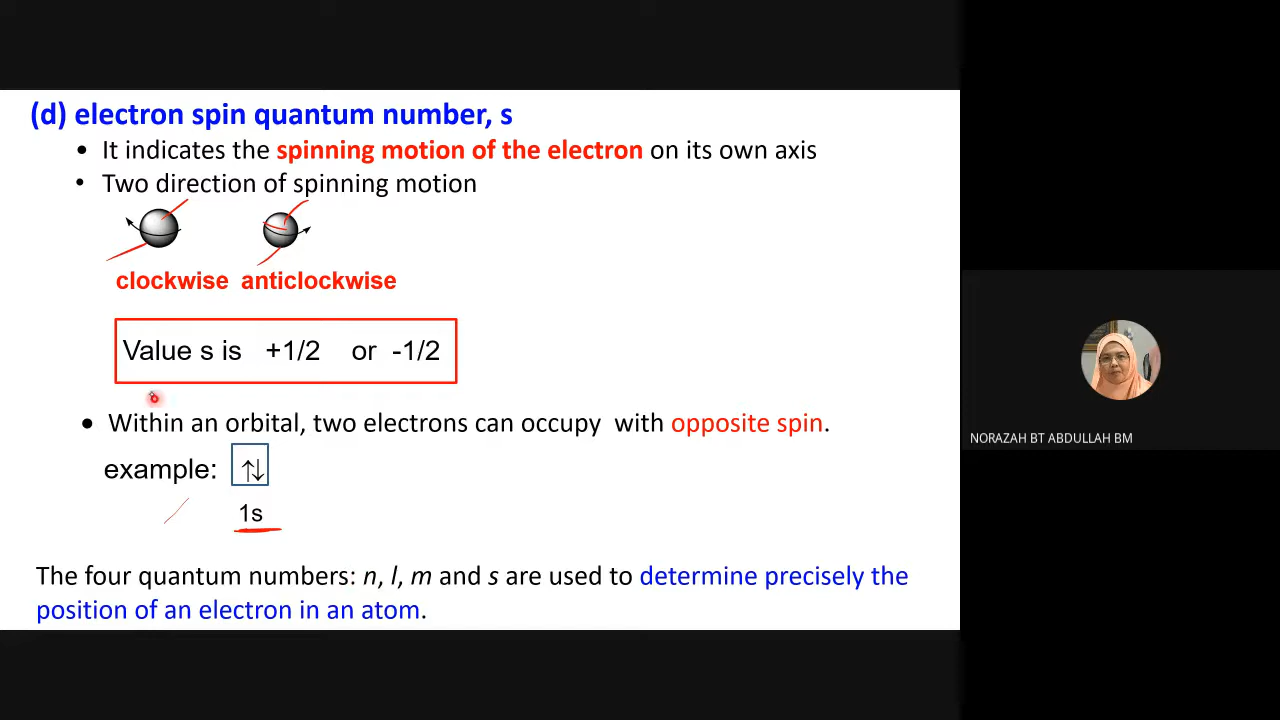 (d) electron spin quantum number, s
• It indicates the spinning motion of the electron on its own axis
• Two direction of spinning motion
clockwise anticlockwise
Value s is +1/2 or -1/2
• Within an orbital, two electrons can occupy with opposite spin.
example: ↑↓
1s
The four quantum numbers: n, l, m and s are used to determine precisely the
position of an electron in an atom.
NORAZAH BT ABDULLAH BM